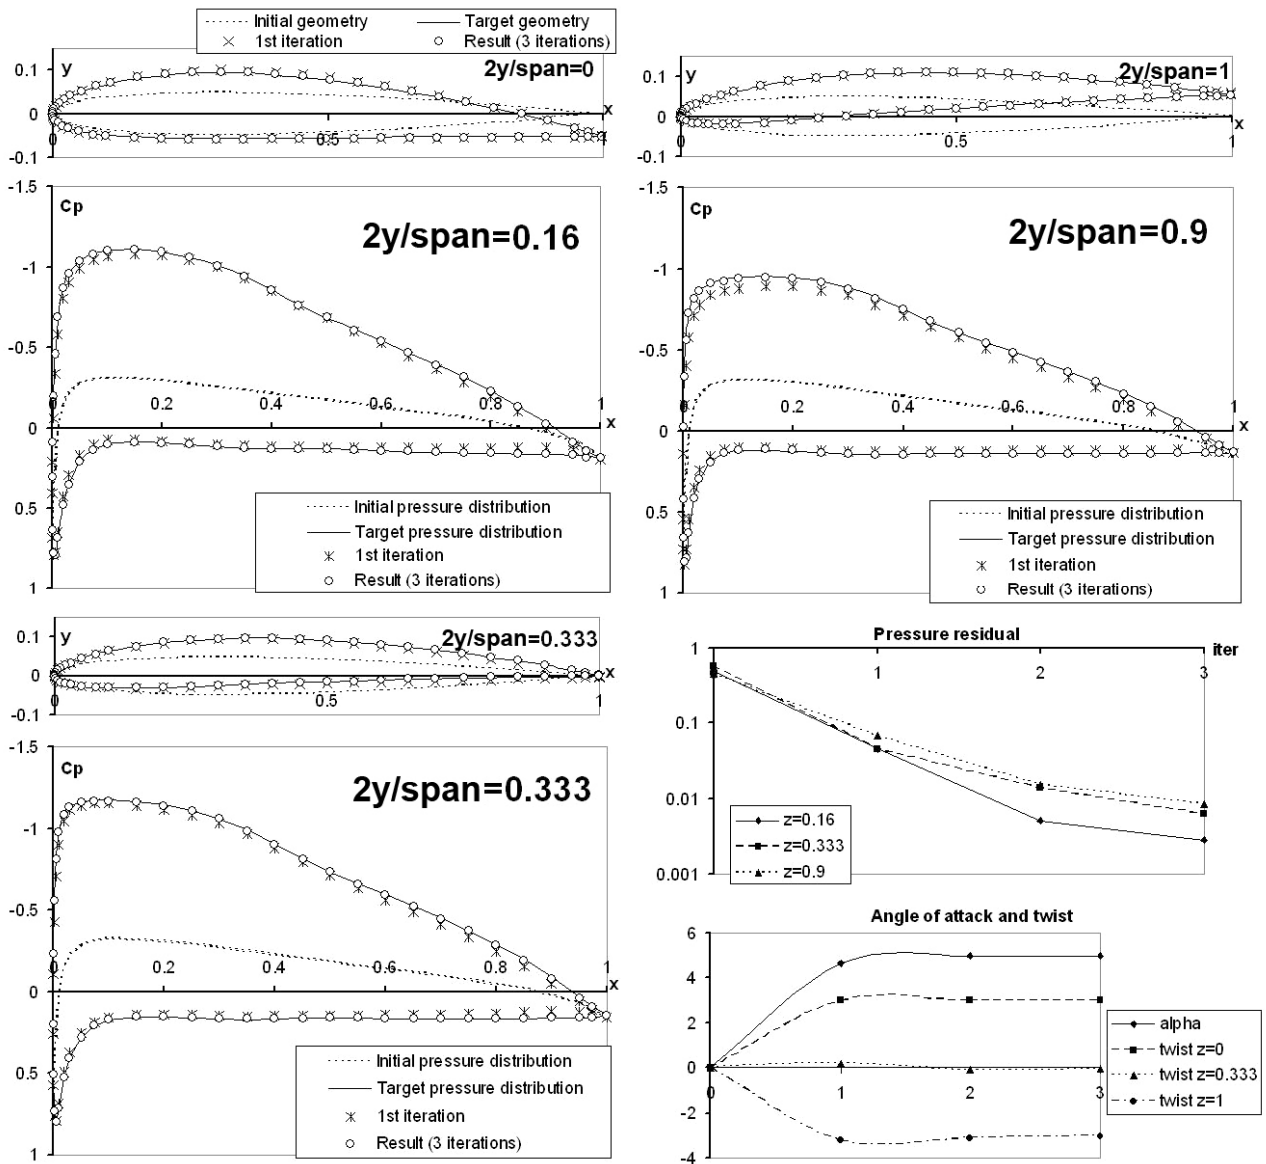 Initial geometry
Target geometry
1st iteration
Result (3 iterations)
0.1
y
2y/span=0
x
0
0
0.5
1
-0.1
0.1
y
2y/span=1
0
x
0
0.5
1
-0.1
-1.5
Cp
2y/span=0.16
-1
-0.5
0
0.2
0.4
0.6
0.8
1
0
x
0.5
1
Initial pressure distribution
Target pressure distribution
1st iteration
Result (3 iterations)
-1.5
Cp
2y/span=0.9
-1
-0.5
0
0.2
0.4
0.6
0.8
1
0
x
0.5
1
Initial pressure distribution
Target pressure distribution
1st iteration
Result (3 iterations)
0.1
y
2y/span=0.333
0
x
0
0.5
1
-0.1
-1.5
Cp
2y/span=0.333
-1
-0.5
0
0.2
0.4
0.6
0.8
1
0
x
0.5
1
Initial pressure distribution
Target pressure distribution
1st iteration
Result (3 iterations)
Pressure residual
1
iter
0
1
2
3
0.1
0.01
0.001
z=0.16
z=0.333
z=0.9
Angle of attack and twist
6
4
2
0
-2
-4
0
1
2
3
alpha
twist z=0
twist z=0.333
twist z=1